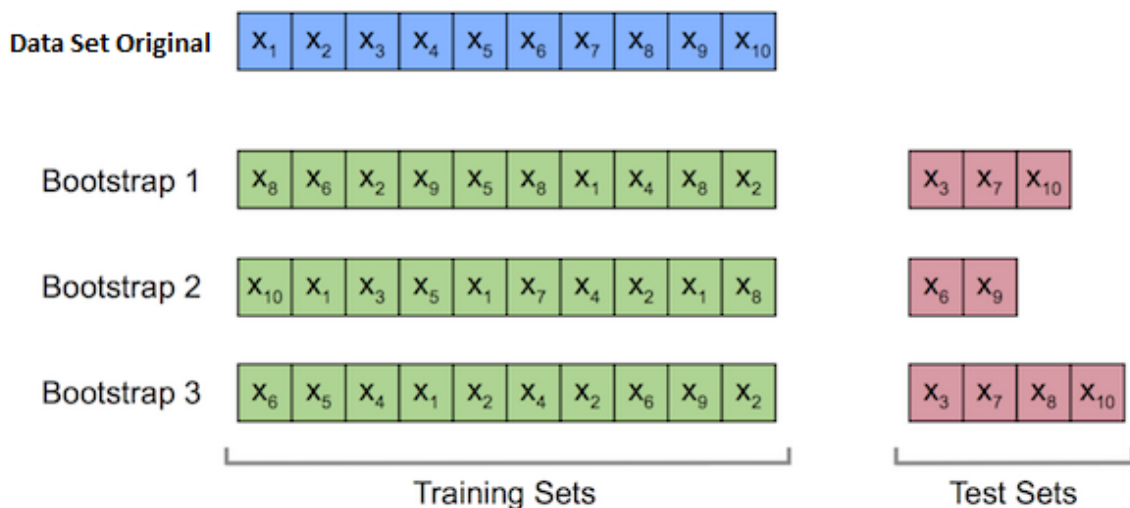 Data Set Original x₁ x₂ x₃ x₄ x₅ x₆ x₇ x₈ x₉ x₁₀
Bootstrap 1 x₈ x₆ x₂ x₉ x₅ x₈ x₁ x₄ x₈ x₂ x₃ x₇ x₁₀
Bootstrap 2 x₁₀ x₁ x₃ x₅ x₁ x₇ x₄ x₂ x₁ x₈ x₆ x₉
Bootstrap 3 x₆ x₅ x₄ x₁ x₂ x₄ x₂ x₆ x₉ x₂ x₃ x₇ x₈ x₁₀
Training Sets Test Sets